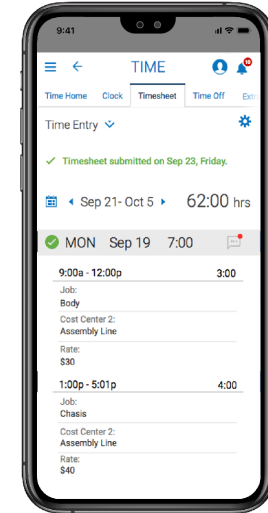 9:41
TIME
Time Home Clock Timesheet Time Off Extr
Time Entry
Timesheet submitted on Sep 23, Friday.
Sep 21- Oct 5 62:00 hrs
MON Sep 19 7:00
9:00a - 12:00p 3:00
Job:
Body
Cost Center 2:
Assembly Line
Rate:
$30
1:00p - 5:01p 4:00
Job:
Chasis
Cost Center 2:
Assembly Line
Rate:
$40